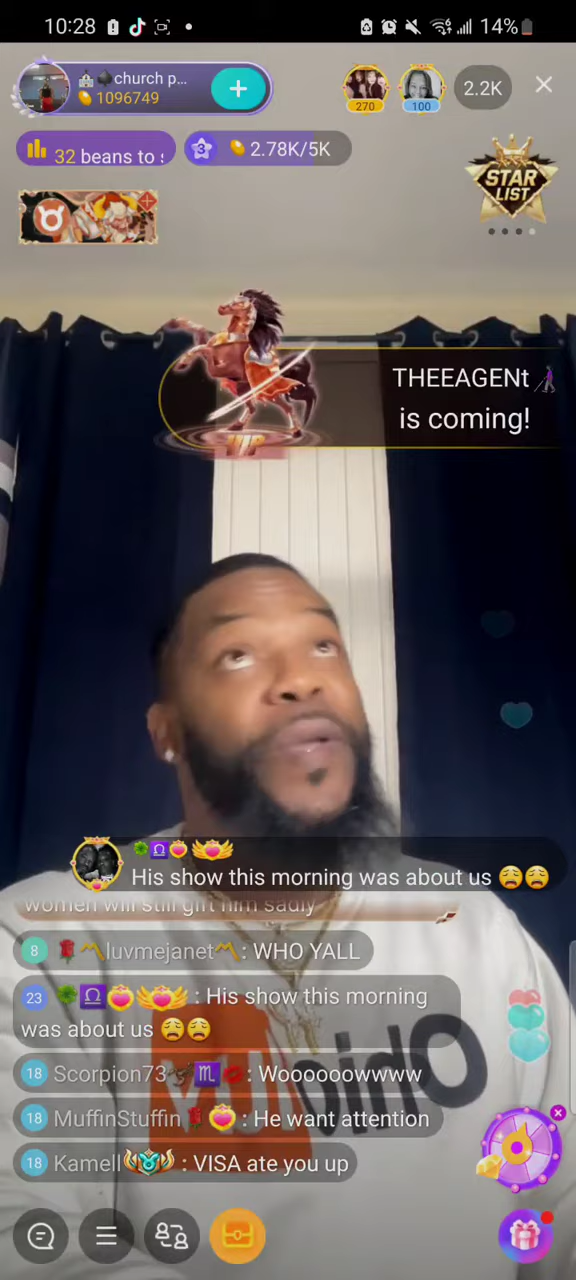 10:28
14%
church p...
1096749
270
100
2.2K
32 beans to
3
2.78K/5K
STAR
LIST
THEEAGENt
is coming!
VIP
His show this morning was about us
women will still gift him sadly
8 luvmejanet: WHO YALL
23 : His show this morning
was about us
18 Scorpion73 : Woooooowwww
18 MuffinStuffin : He want attention
18 Kamell : VISA ate you up